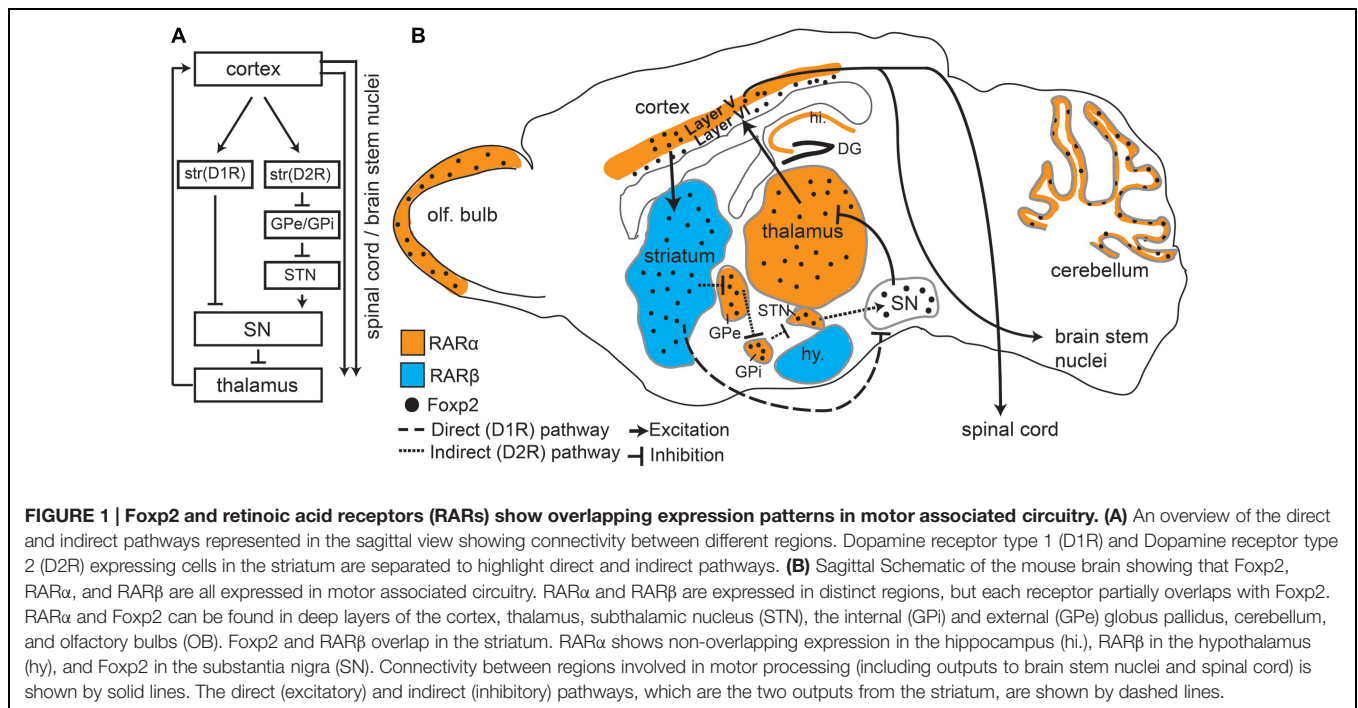 A
cortex
str(D1R)
str(D2R)
GPe/GPi
STN
SN
thalamus
spinal cord / brain stem nuclei
B
cortex
Layer V
Layer VI
hi.
DG
olf. bulb
striatum
thalamus
cerebellum
GPe
STN
SN
GPi
hy.
brain stem
nuclei
spinal cord
RARα
RARβ
Foxp2
Direct (D1R) pathway
Excitation
Indirect (D2R) pathway
Inhibition
FIGURE 1 | Foxp2 and retinoic acid receptors (RARs) show overlapping expression patterns in motor associated circuitry. (A) An overview of the direct
and indirect pathways represented in the sagittal view showing connectivity between different regions. Dopamine receptor type 1 (D1R) and Dopamine receptor type
2 (D2R) expressing cells in the striatum are separated to highlight direct and indirect pathways. (B) Sagittal Schematic of the mouse brain showing that Foxp2,
RARα, and RARβ are all expressed in motor associated circuitry. RARα and RARβ are expressed in distinct regions, but each receptor partially overlaps with Foxp2.
RARα and Foxp2 can be found in deep layers of the cortex, thalamus, subthalamic nucleus (STN), the internal (GPi) and external (GPe) globus pallidus, cerebellum,
and olfactory bulbs (OB). Foxp2 and RARβ overlap in the striatum. RARα shows non-overlapping expression in the hippocampus (hi.), RARβ in the hypothalamus
(hy), and Foxp2 in the substantia nigra (SN). Connectivity between regions involved in motor processing (including outputs to brain stem nuclei and spinal cord) is
shown by solid lines. The direct (excitatory) and indirect (inhibitory) pathways, which are the two outputs from the striatum, are shown by dashed lines.